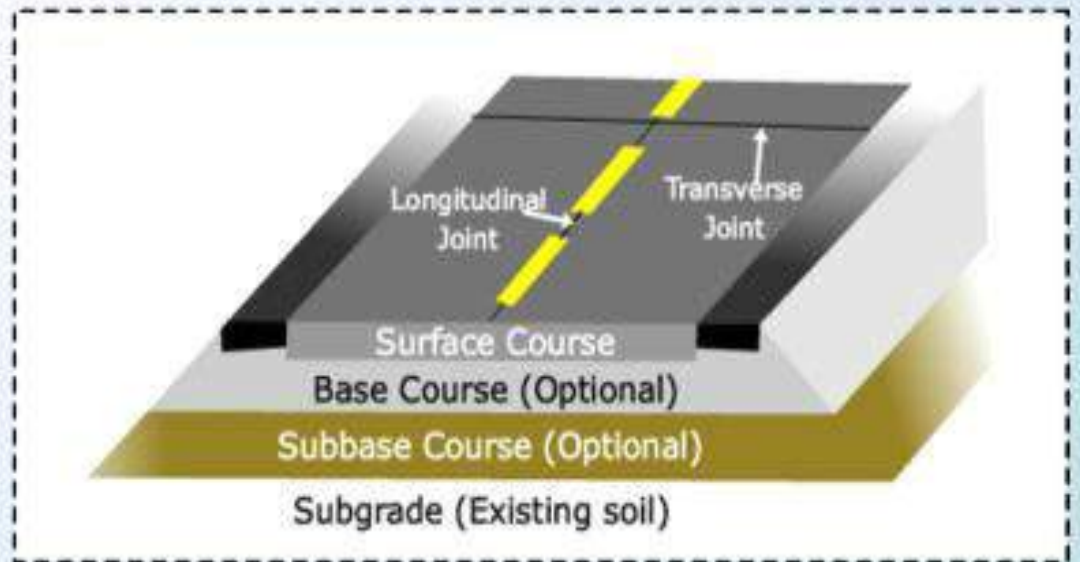 Longitudinal
Joint
Transverse
Joint
Surface Course
Base Course (Optional)
Subbase Course (Optional)
Subgrade (Existing soil)